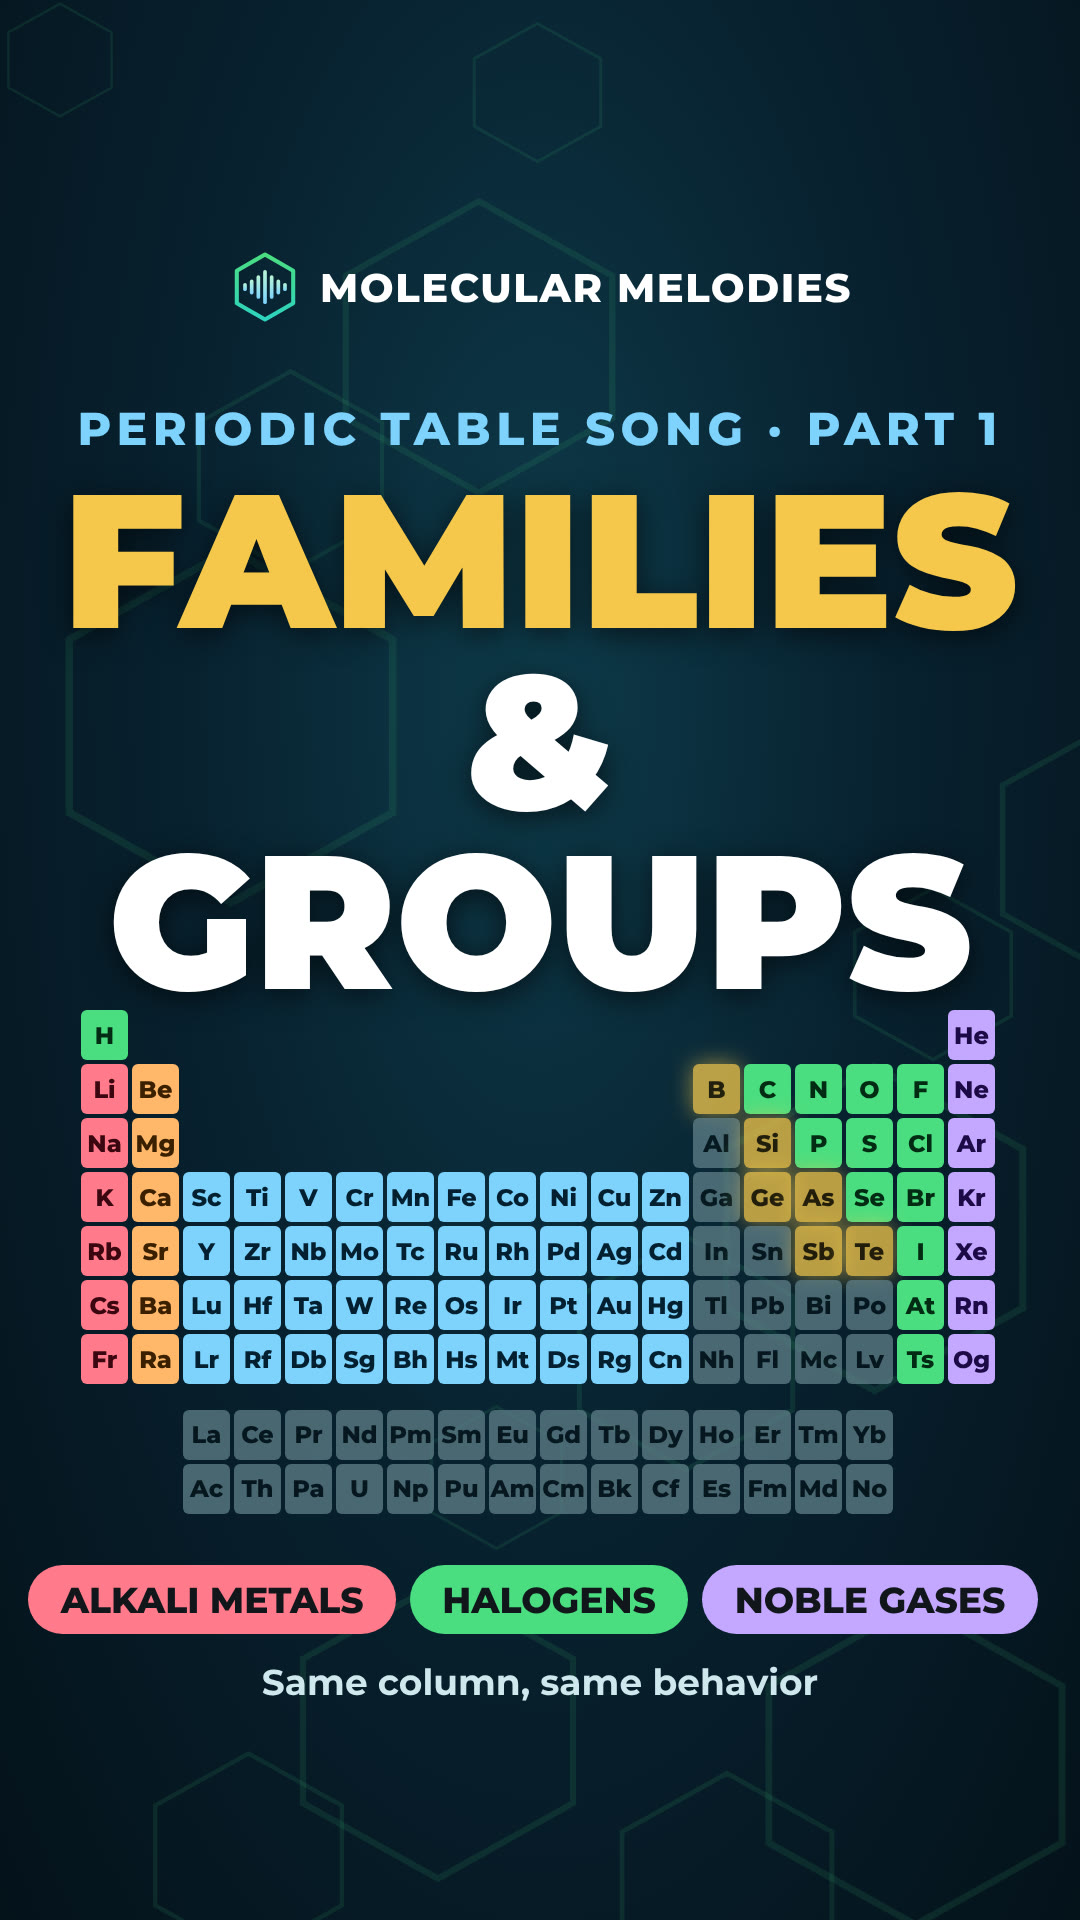 MOLECULAR MELODIES
PERIODIC TABLE SONG • PART 1
FAMILIES
&
GROUPS
H He
Li Be B C N O F Ne
Na Mg Al Si P S Cl Ar
K Ca Sc Ti V Cr Mn Fe Co Ni Cu Zn Ga Ge As Se Br Kr
Rb Sr Y Zr Nb Mo Tc Ru Rh Pd Ag Cd In Sn Sb Te I Xe
Cs Ba Lu Hf Ta W Re Os Ir Pt Au Hg Tl Pb Bi Po At Rn
Fr Ra Lr Rf Db Sg Bh Hs Mt Ds Rg Cn Nh Fl Mc Lv Ts Og
La Ce Pr Nd Pm Sm Eu Gd Tb Dy Ho Er Tm Yb
Ac Th Pa U Np Pu Am Cm Bk Cf Es Fm Md No
ALKALI METALS HALOGENS NOBLE GASES
Same column, same behavior